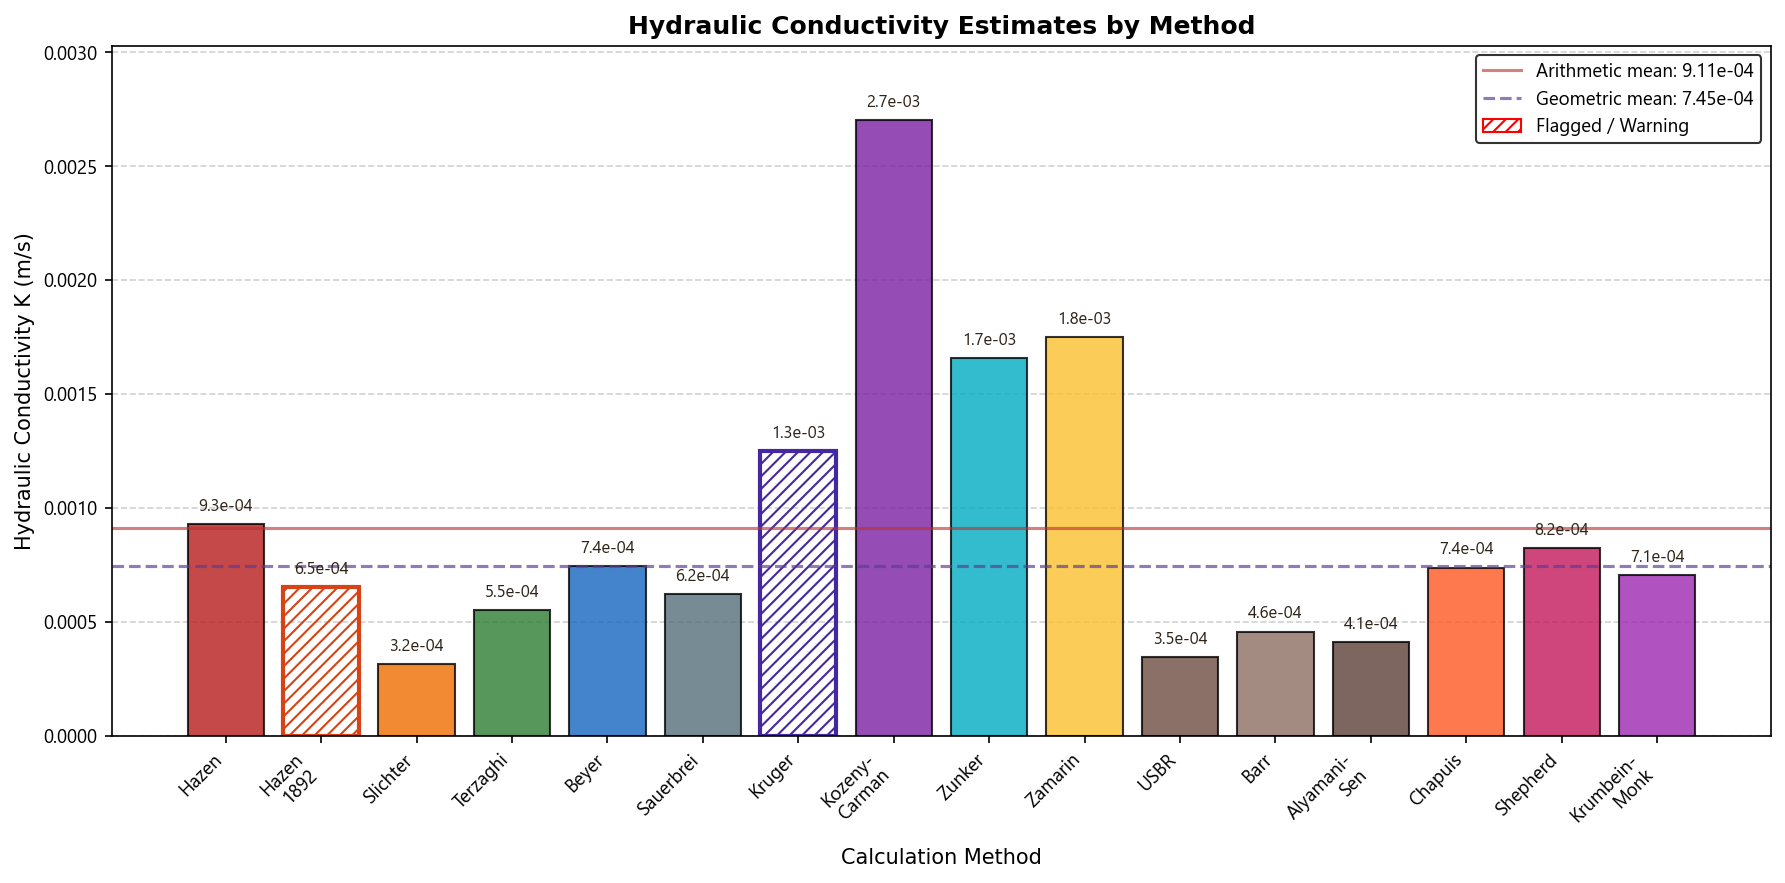 Hydraulic Conductivity Estimates by Method
Arithmetic mean: 9.11e-04
Geometric mean: 7.45e-04
Flagged / Warning
Hydraulic Conductivity K (m/s)
0.0030
0.0025
0.0020
0.0015
0.0010
0.0005
0.0000
9.3e-04
6.5e-04
3.2e-04
5.5e-04
7.4e-04
6.2e-04
1.3e-03
2.7e-03
1.7e-03
1.8e-03
3.5e-04
4.6e-04
4.1e-04
7.4e-04
8.2e-04
7.1e-04
Hazen
Hazen
1892
Slichter
Terzaghi
Beyer
Sauerbrei
Kruger
Kozeny-
Carman
Zunker
Zamarin
USBR
Barr
Alyamani-
Sen
Chapuis
Shepherd
Krumbein-
Monk
Calculation Method